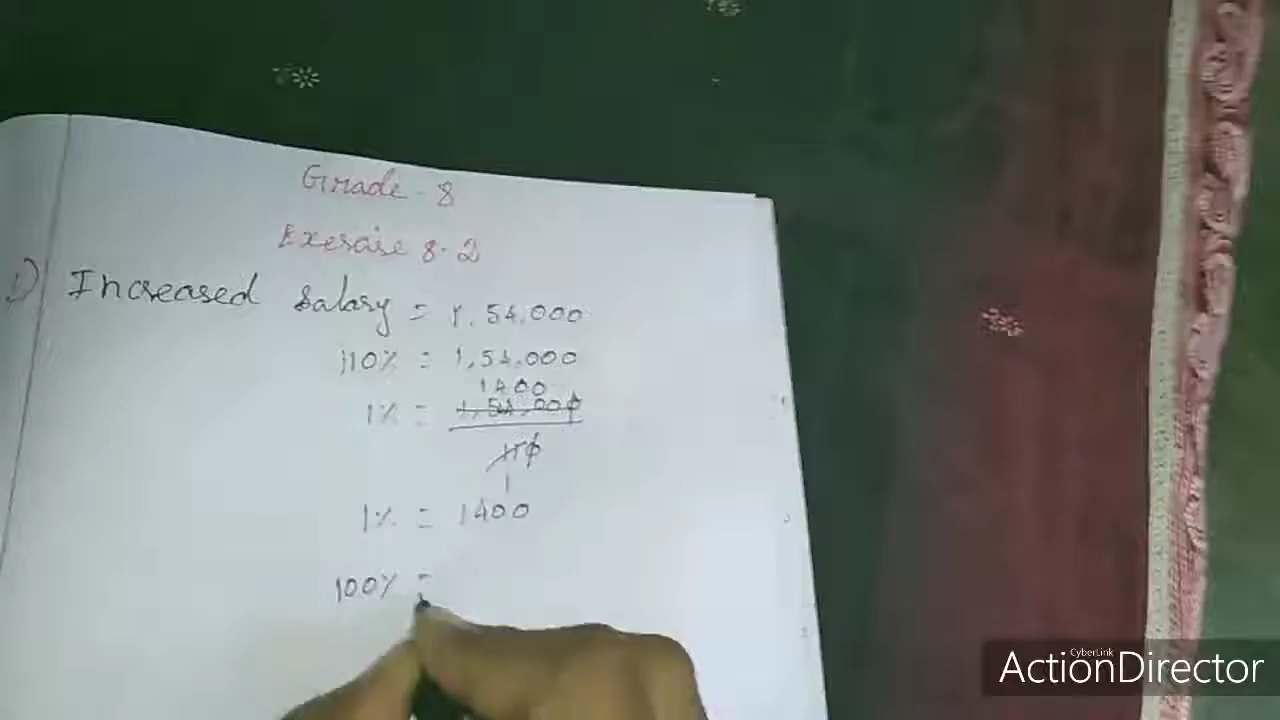 Grade - 8
Exersise 8.2
1) Increased Salary = 1,54,000
110% = 1,54,000
1400
1% = 1,54,000
110
1
1% = 1400
100% =
CyberLink
ActionDirector